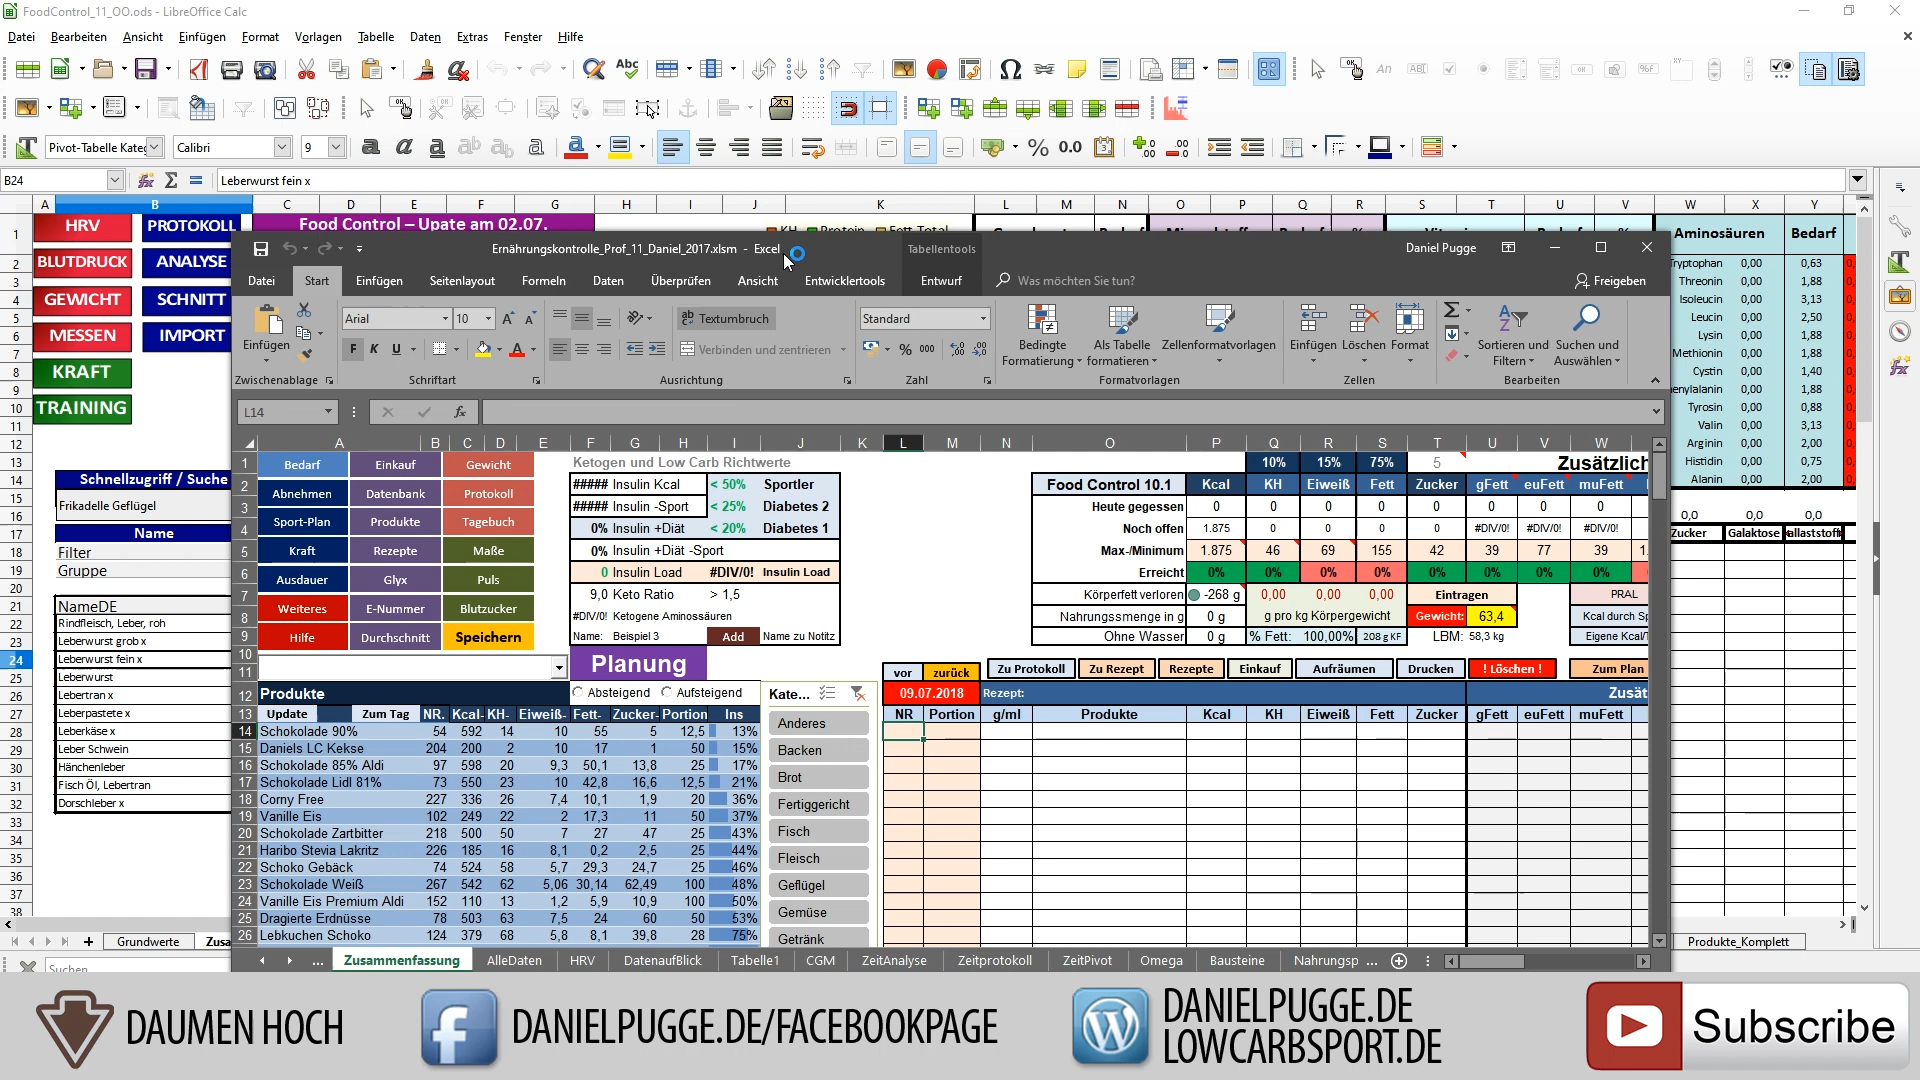 FoodControl_11_OO.ods - LibreOffice Calc
Datei Bearbeiten Ansicht Einfügen Format Vorlagen Tabelle Daten Extras Fenster Hilfe
Pivot-Tabelle Kateg Calibri 9
B24 Leberwurst fein x
A B C D E F G H I J K L M N O P Q R S T U V W X Y
HRV PROTOKOLL Food Control – Upate am 02.07.
BLUTDRUCK ANALYSE
GEWICHT SCHNITT
MESSEN IMPORT
KRAFT
TRAINING
Schnellzugriff / Suche
Frikadelle Geflügel
Name
Filter
Gruppe
NameDE
Rindfleisch, Leber, roh
Leberwurst grob x
Leberwurst fein x
Leberwurst
Lebertran x
Leberpastete x
Leberkäse x
Leber Schwein
Hänchenleber
Fisch Öl, Lebertran
Dorschleber x
Grundwerte Zusa
Suchen
Aminosäuren Bedarf
Tryptophan 0,00 0,63
Threonin 0,00 1,88
Isoleucin 0,00 3,13
Leucin 0,00 2,50
Lysin 0,00 1,88
Methionin 0,00 1,88
Cystin 0,00 1,40
enylalanin 0,00 1,88
Tyrosin 0,00 0,88
Valin 0,00 3,13
Arginin 0,00 2,00
Histidin 0,00 0,75
Alanin 0,00 2,00
0,0 0,0 0,0
Zucker Galaktose
Produkte_Komplett
Ernährungskontrolle_Prof_11_Daniel_2017.xlsm - Excel Tabellentools Daniel Pugge
Datei Start Einfügen Seitenlayout Formeln Daten Überprüfen Ansicht Entwicklertools Entwurf Was möchten Sie tun? Freigeben
Einfügen Arial 10 Textumbruch Standard
F K U Verbinden und zentrieren % 000
Bedingte Formatierung Als Tabelle formatieren Zellenformatvorlagen Einfügen Löschen Format Sortieren und Filtern Suchen und Auswählen
Zwischenablage Schriftart Ausrichtung Zahl Formatvorlagen Zellen Bearbeiten
L14 fx
A B C D E F G H I J K L M N O P Q R S T U V W
Bedarf Einkauf Gewicht
Abnehmen Datenbank Protokoll
Sport-Plan Produkte Tagebuch
Kraft Rezepte Maße
Ausdauer Glyx Puls
Weiteres E-Nummer Blutzucker
Hilfe Durchschnitt Speichern
Ketogen und Low Carb Richtwerte
##### Insulin Kcal < 50% Sportler
##### Insulin -Sport < 25% Diabetes 2
0% Insulin +Diät < 20% Diabetes 1
0% Insulin +Diät -Sport
0 Insulin Load #DIV/0! Insulin Load
9,0 Keto Ratio > 1,5
#DIV/0! Ketogene Aminossäuren
Name: Beispiel 3 Add Name zu Notitz
Planung
10% 15% 75% 5 Zusätzlich
Food Control 10.1 Kcal KH Eiweiß Fett Zucker gFett euFett muFett
Heute gegessen 0 0 0 0 0 0 0 0
Noch offen 1.875 0 0 0 0 #DIV/0! #DIV/0! #DIV/0!
Max-/Minimum 1.875 46 69 155 42 39 77 39 1.
Erreicht 0% 0% 0% 0% 0% 0% 0% 0%
Körperfett verloren -268 g 0,00 0,00 0,00 Eintragen PRAL
Nahrungssmenge in g 0 g g pro kg Körpergewicht Gewicht: 63,4 Kcal durch Sp
Ohne Wasser 0 g % Fett: 100,00% 208 g KF LBM: 58,3 kg Eigene Kcal/
vor zurück Zu Protokoll Zu Rezept Rezepte Einkauf Aufräumen Drucken ! Löschen ! Zum Plan
09.07.2018 Rezept: Zusät
NR Portion g/ml Produkte Kcal KH Eiweiß Fett Zucker gFett euFett muFett
Produkte Absteigend Aufsteigend
Update Zum Tag NR. Kcal- KH- Eiweiß- Fett- Zucker- Portion Ins
Schokolade 90% 54 592 14 10 55 5 12,5 13%
Daniels LC Kekse 204 200 2 10 17 1 50 15%
Schokolade 85% Aldi 97 598 20 9,3 50,1 13,8 25 17%
Schokolade Lidl 81% 73 550 23 10 42,8 16,6 12,5 21%
Corny Free 227 336 26 7,4 10,1 1,9 20 36%
Vanille Eis 102 249 22 2 17,3 11 50 37%
Schokolade Zartbitter 218 500 50 7 27 47 25 43%
Haribo Stevia Lakritz 226 185 16 8,1 0,2 2,5 25 44%
Schoko Gebäck 74 524 58 5,7 29,3 24,7 25 46%
Schokolade Weiß 267 542 62 5,06 30,14 62,49 100 48%
Vanille Eis Premium Aldi 152 110 13 1,2 5,9 10,9 100 50%
Dragierte Erdnüsse 78 503 63 7,5 24 60 50 53%
Lebkuchen Schoko 124 379 68 5,8 8,1 39,8 28 75%
Kate...
Anderes
Backen
Brot
Fertiggericht
Fisch
Fleisch
Geflügel
Gemüse
Getränk
... Zusammenfassung AlleDaten HRV DatenaufBlick Tabelle1 CGM ZeitAnalyse Zeitprotokoll ZeitPivot Omega Bausteine Nahrungsp ...
DAUMEN HOCH
DANIELPUGGE.DE/FACEBOOKPAGE
DANIELPUGGE.DE
LOWCARBSPORT.DE
Subscribe